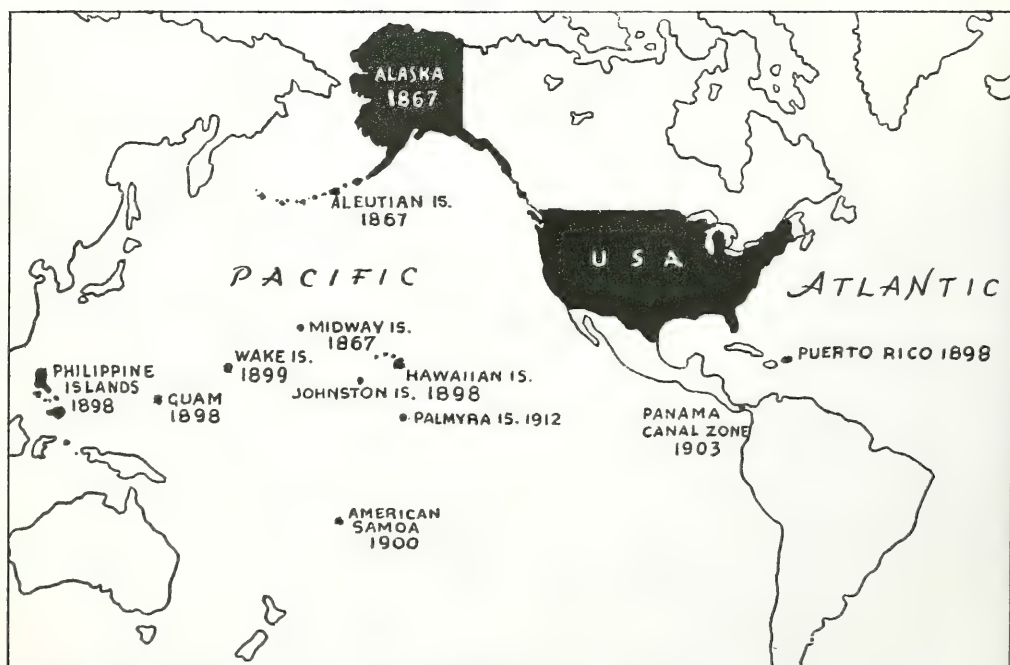 ALASKA
1867
ALEUTIAN IS.
1867
USA
PACIFIC
ATLANTIC
MIDWAY IS.
1867
WAKE IS.
1899
HAWAIIAN IS.
1898
JOHNSTON IS.
PHILIPPINE
ISLANDS
1898
GUAM
1898
PALMYRA IS. 1912
PUERTO RICO 1898
PANAMA
CANAL ZONE
1903
AMERICAN
SAMOA
1900